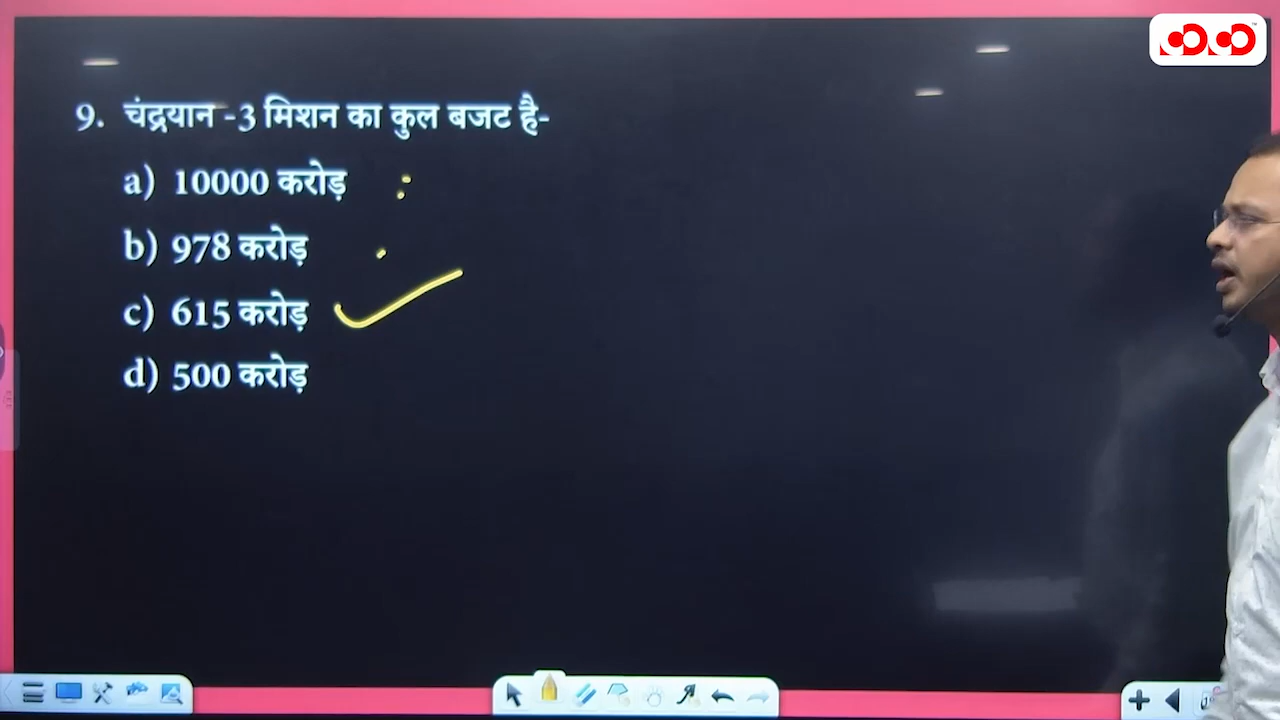 9. चंद्रयान -3 मिशन का कुल बजट है-
a) 10000 करोड़
b) 978 करोड़
c) 615 करोड़
d) 500 करोड़